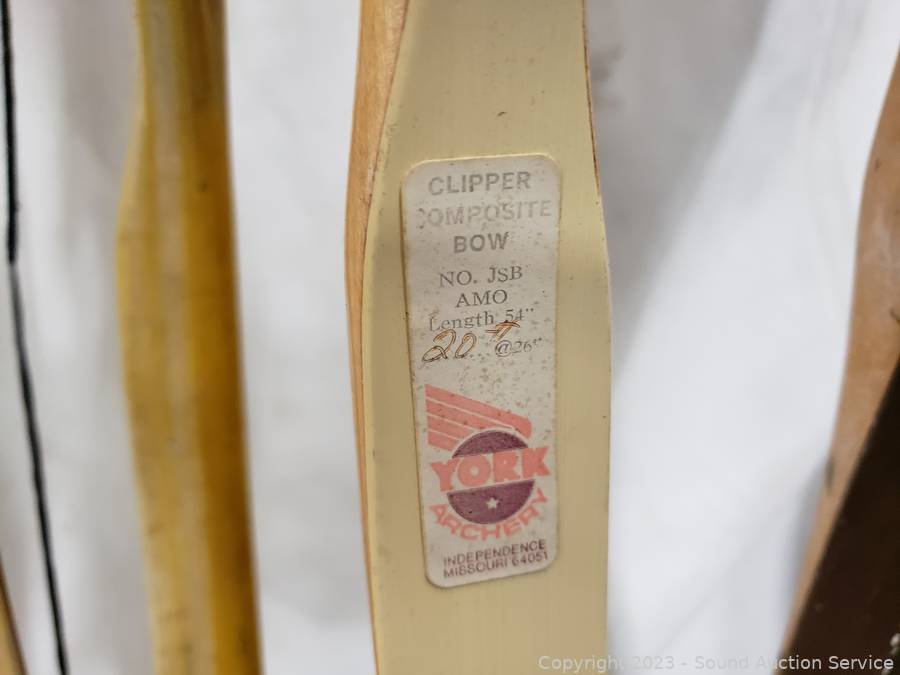 CLIPPER
COMPOSITE
BOW
NO. JSB
AMO
Length 54"
20# @26"
YORK
ARCHERY
INDEPENDENCE
MISSOURI 64051
Copyright 2023 - Sound Auction Service